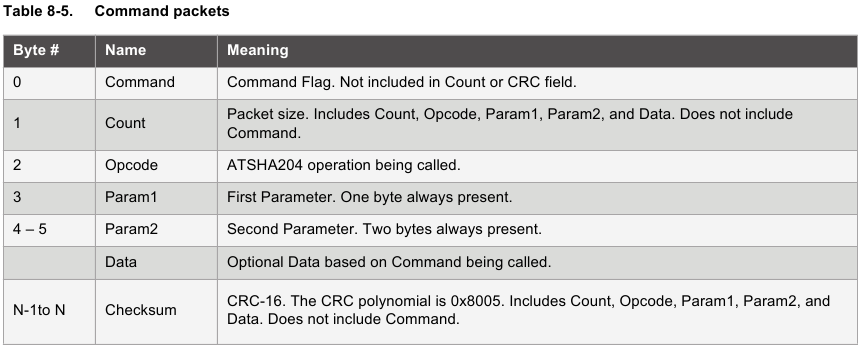 Table 8-5. Command packets
Byte # Name Meaning
0 Command Command Flag. Not included in Count or CRC field.
1 Count Packet size. Includes Count, Opcode, Param1, Param2, and Data. Does not include
Command.
2 Opcode ATSHA204 operation being called.
3 Param1 First Parameter. One byte always present.
4 – 5 Param2 Second Parameter. Two bytes always present.
Data Optional Data based on Command being called.
N-1to N Checksum CRC-16. The CRC polynomial is 0x8005. Includes Count, Opcode, Param1, Param2, and
Data. Does not include Command.